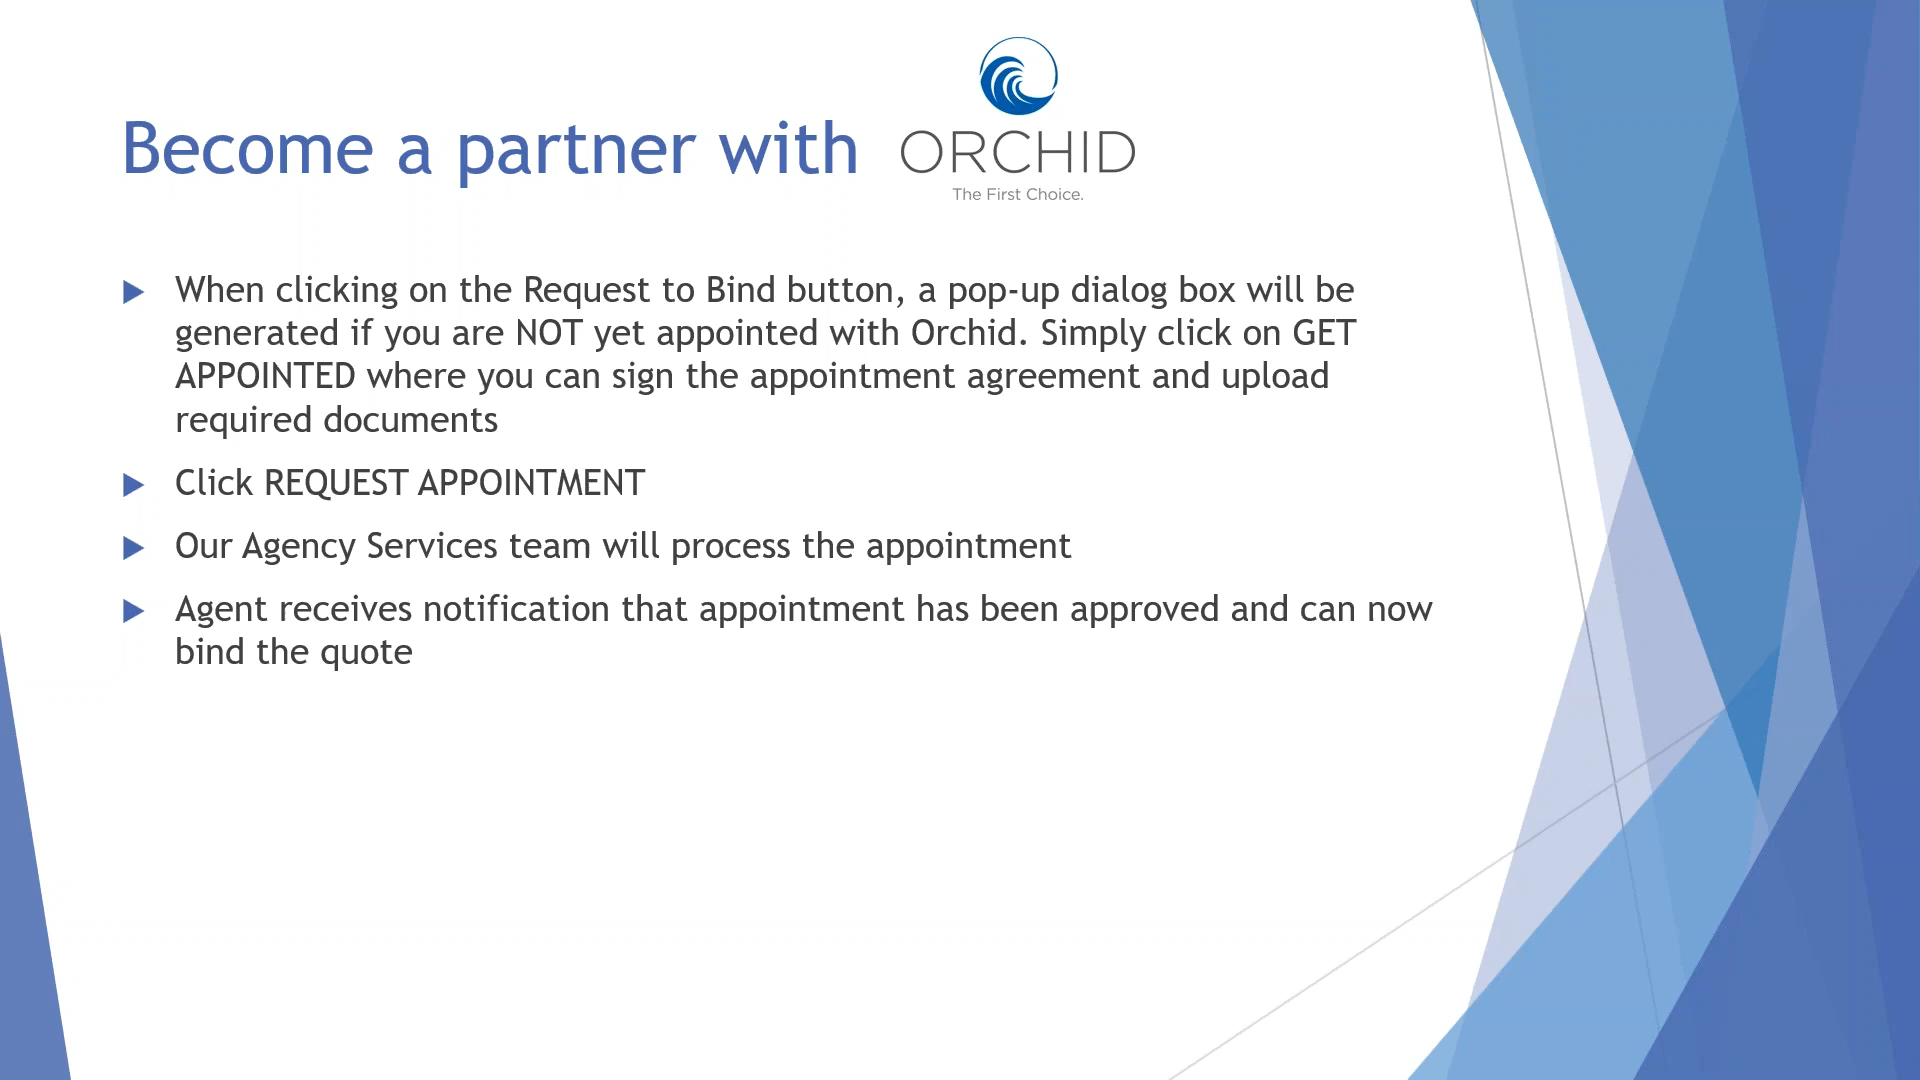 Become a partner with
ORCHID
The First Choice.
When clicking on the Request to Bind button, a pop-up dialog box will be
generated if you are NOT yet appointed with Orchid. Simply click on GET
APPOINTED where you can sign the appointment agreement and upload
required documents
Click REQUEST APPOINTMENT
Our Agency Services team will process the appointment
Agent receives notification that appointment has been approved and can now
bind the quote